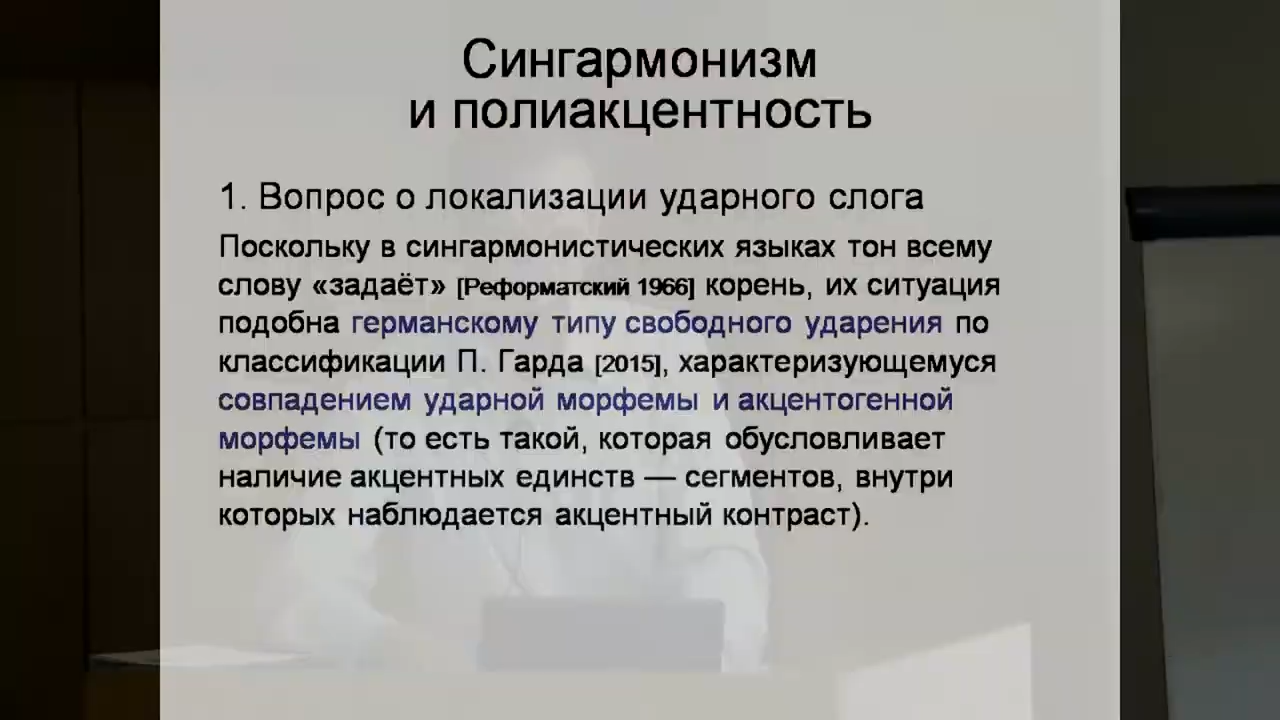 Сингармонизм
и полиакцентность
1. Вопрос о локализации ударного слога
Поскольку в сингармонистических языках тон всему
слову «задаёт» [Реформатский 1966] корень, их ситуация
подобна германскому типу свободного ударения по
классификации П. Гарда [2015], характеризующемуся
совпадением ударной морфемы и акцентогенной
морфемы (то есть такой, которая обусловливает
наличие акцентных единств — сегментов, внутри
которых наблюдается акцентный контраст).